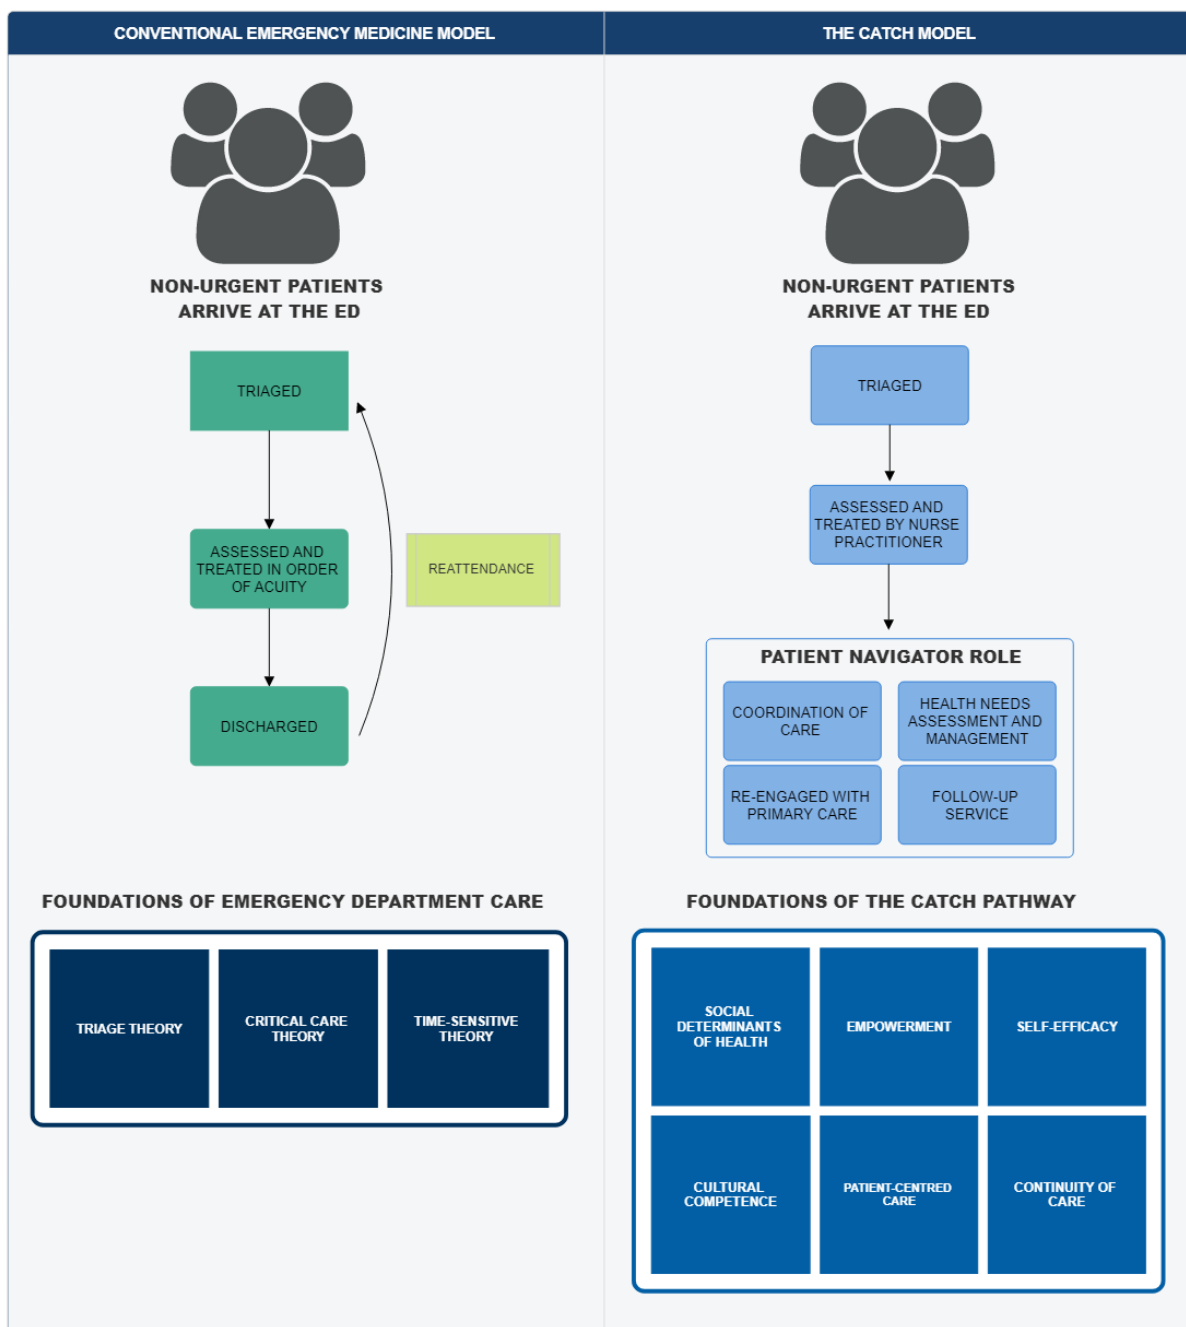 CONVENTIONAL EMERGENCY MEDICINE MODEL
NON-URGENT PATIENTS
ARRIVE AT THE ED
TRIAGED
ASSESSED AND
TREATED IN ORDER
OF ACUITY
REATTENDANCE
DISCHARGED
FOUNDATIONS OF EMERGENCY DEPARTMENT CARE
TRIAGE THEORY
CRITICAL CARE
THEORY
TIME-SENSITIVE
THEORY
THE CATCH MODEL
NON-URGENT PATIENTS
ARRIVE AT THE ED
TRIAGED
ASSESSED AND
TREATED BY NURSE
PRACTITIONER
PATIENT NAVIGATOR ROLE
COORDINATION OF
CARE
HEALTH NEEDS
ASSESSMENT AND
MANAGEMENT
RE-ENGAGED WITH
PRIMARY CARE
FOLLOW-UP
SERVICE
FOUNDATIONS OF THE CATCH PATHWAY
SOCIAL
DETERMINANTS
OF HEALTH
EMPOWERMENT
SELF-EFFICACY
CULTURAL
COMPETENCE
PATIENT-CENTRED
CARE
CONTINUITY OF
CARE